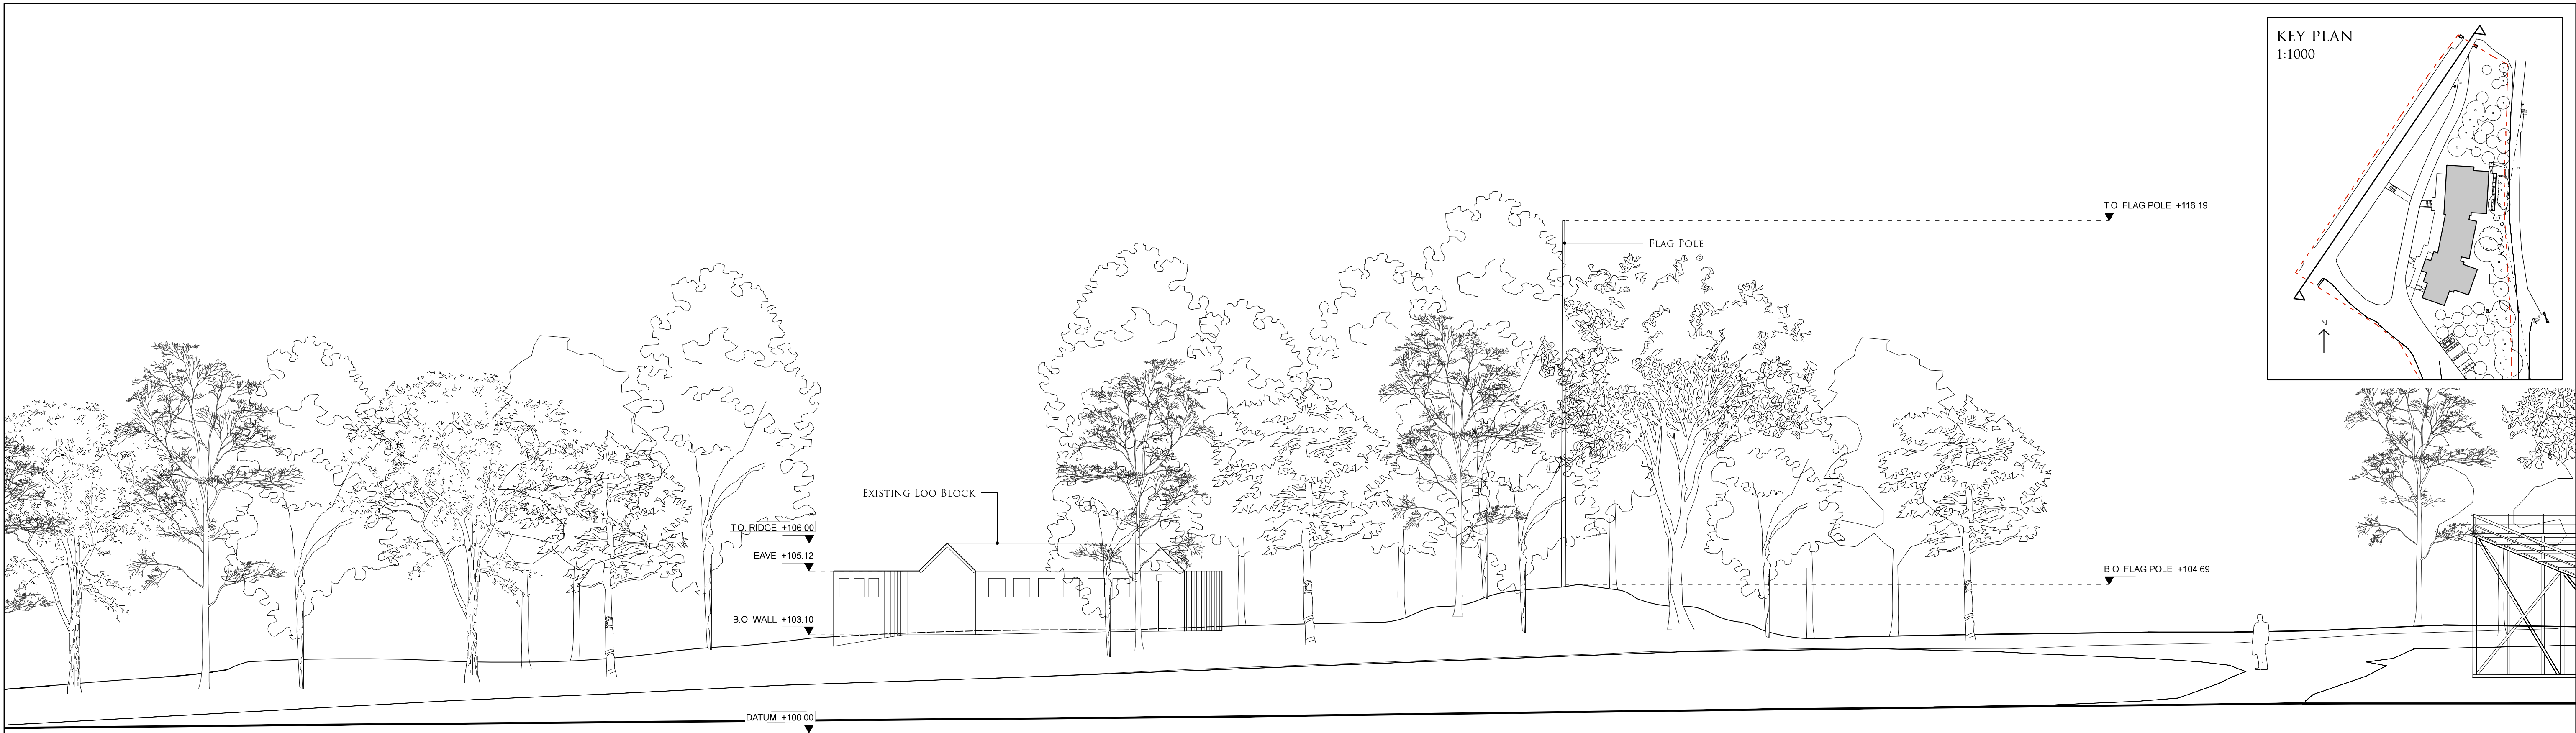 KEY PLAN
1:1000
N
T.O. FLAG POLE +116.19
FLAG POLE
EXISTING LOO BLOCK
T.O. RIDGE +106.00
EAVE +105.12
B.O. FLAG POLE +104.69
B.O. WALL +103.10
DATUM +100.00